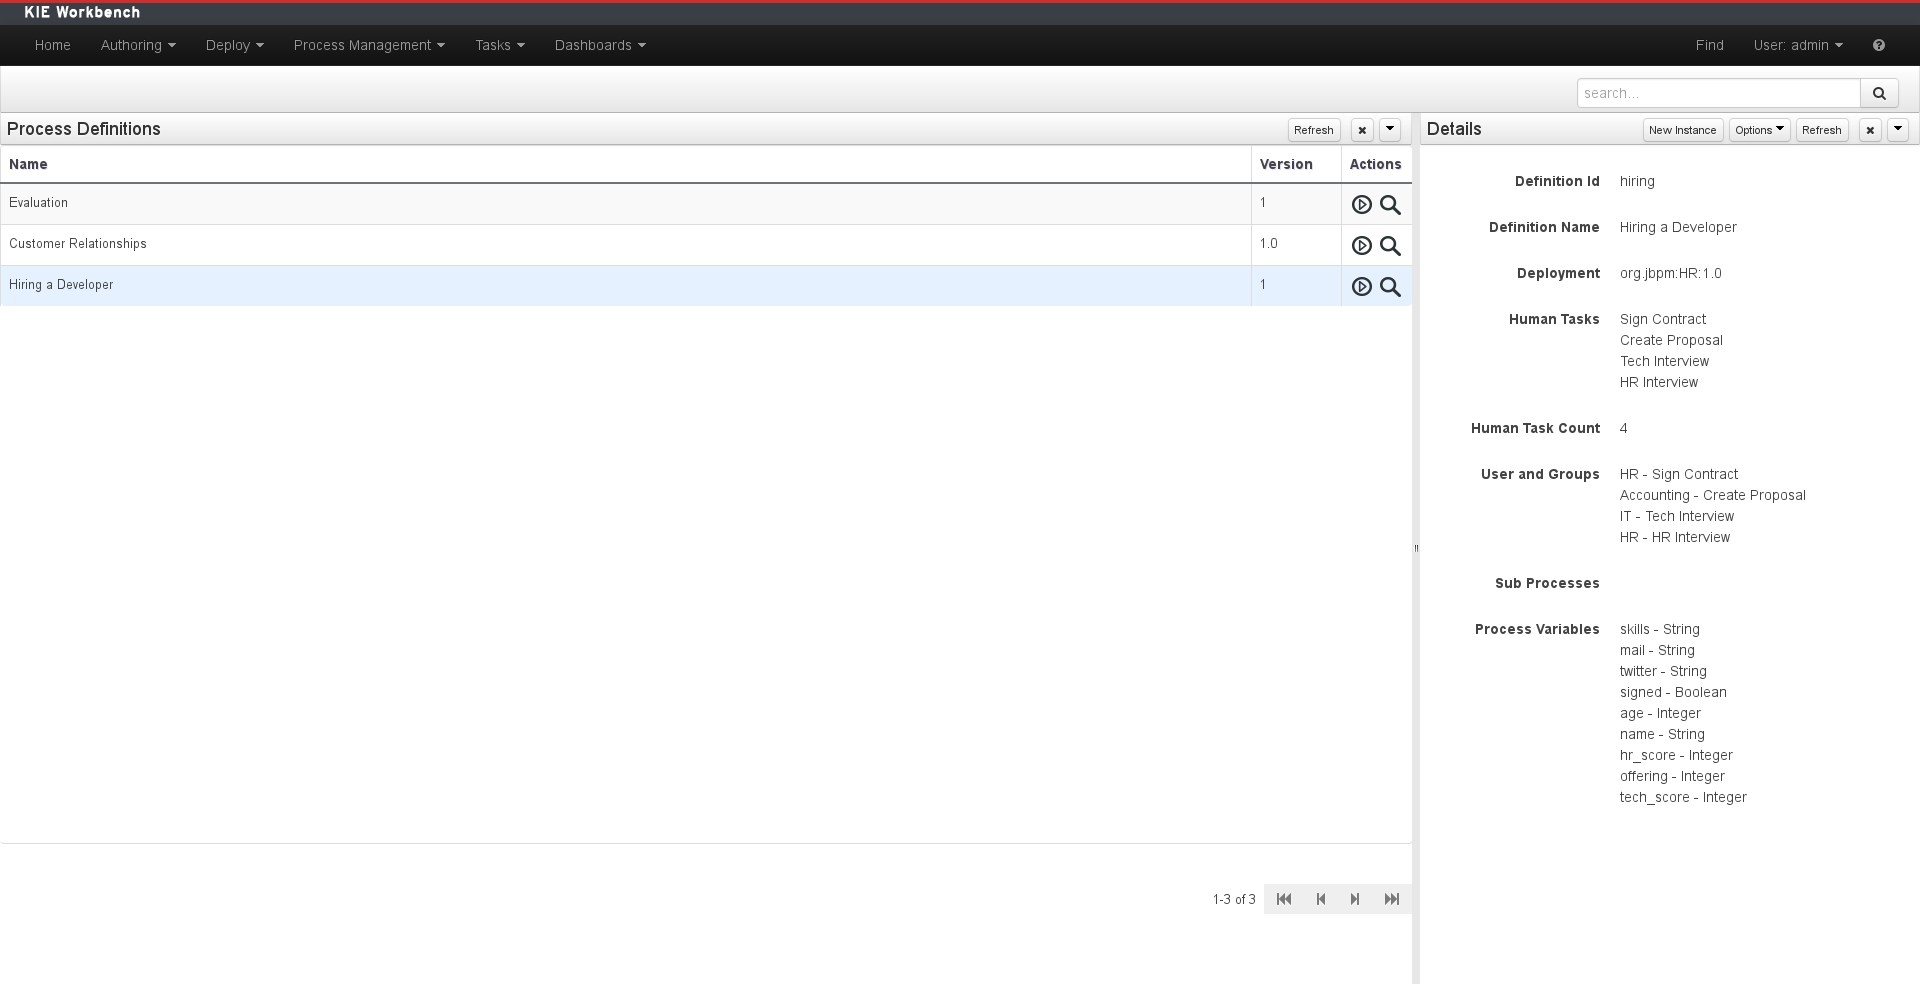 KIE Workbench
Home Authoring Deploy Process Management Tasks Dashboards Find User: admin
search...
Process Definitions Refresh
Name Version Actions
Evaluation 1
Customer Relationships 1.0
Hiring a Developer 1
1-3 of 3
Details New Instance Options Refresh
Definition Id hiring
Definition Name Hiring a Developer
Deployment org.jbpm:HR:1.0
Human Tasks Sign Contract
Create Proposal
Tech Interview
HR Interview
Human Task Count 4
User and Groups HR - Sign Contract
Accounting - Create Proposal
IT - Tech Interview
HR - HR Interview
Sub Processes
Process Variables skills - String
mail - String
twitter - String
signed - Boolean
age - Integer
name - String
hr_score - Integer
offering - Integer
tech_score - Integer